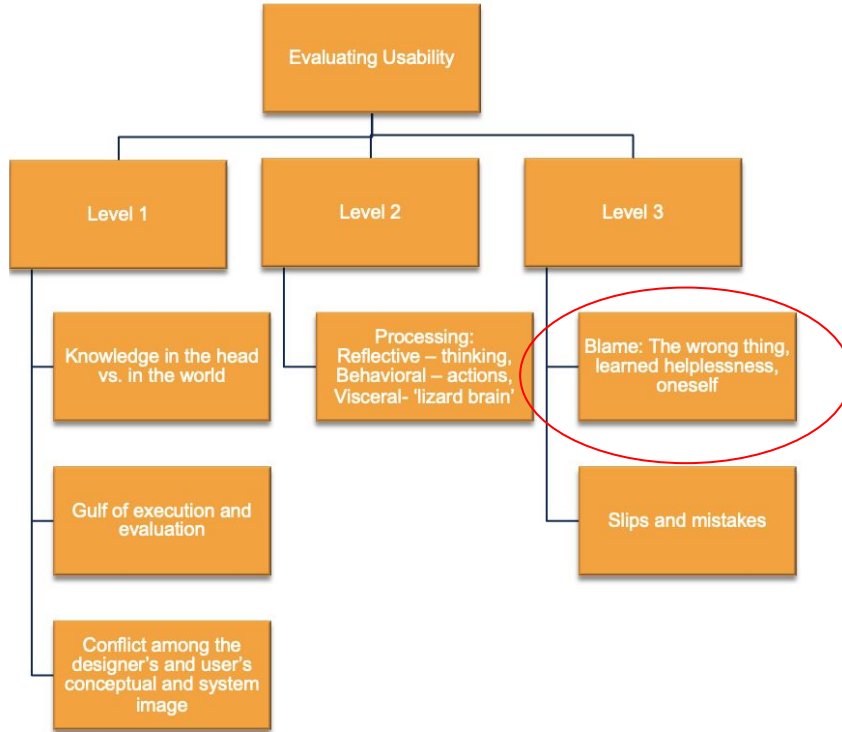 Evaluating Usability
Level 1
Level 2
Level 3
Knowledge in the head
vs. in the world
Processing:
Reflective – thinking,
Behavioral – actions,
Visceral- ‘lizard brain’
Blame: The wrong thing,
learned helplessness,
oneself
Gulf of execution and
evaluation
Slips and mistakes
Conflict among the
designer’s and user’s
conceptual and system
image